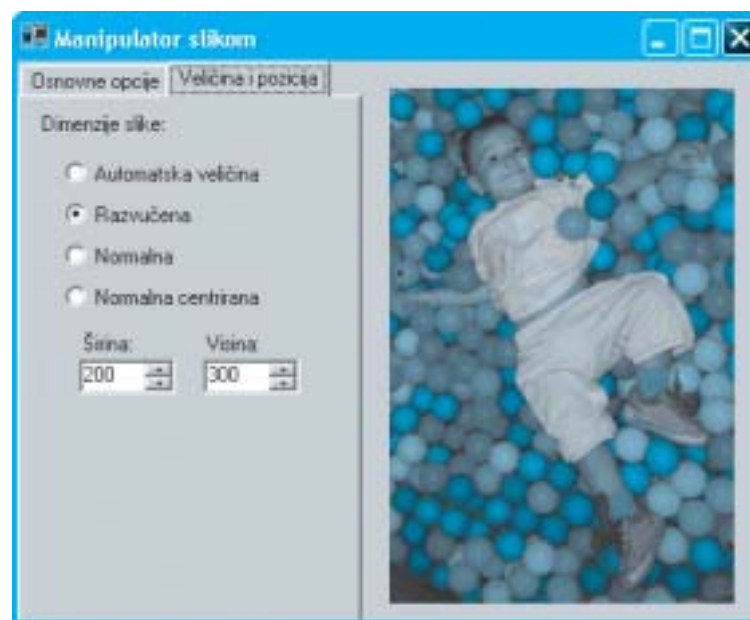 Manipulator slikom
Osnovne opcije Veličina i pozicija
Dimenzije slike:
Automatska veličina
Razvučena
Normalna
Normalna centrirana
Širina: Visina:
200 300